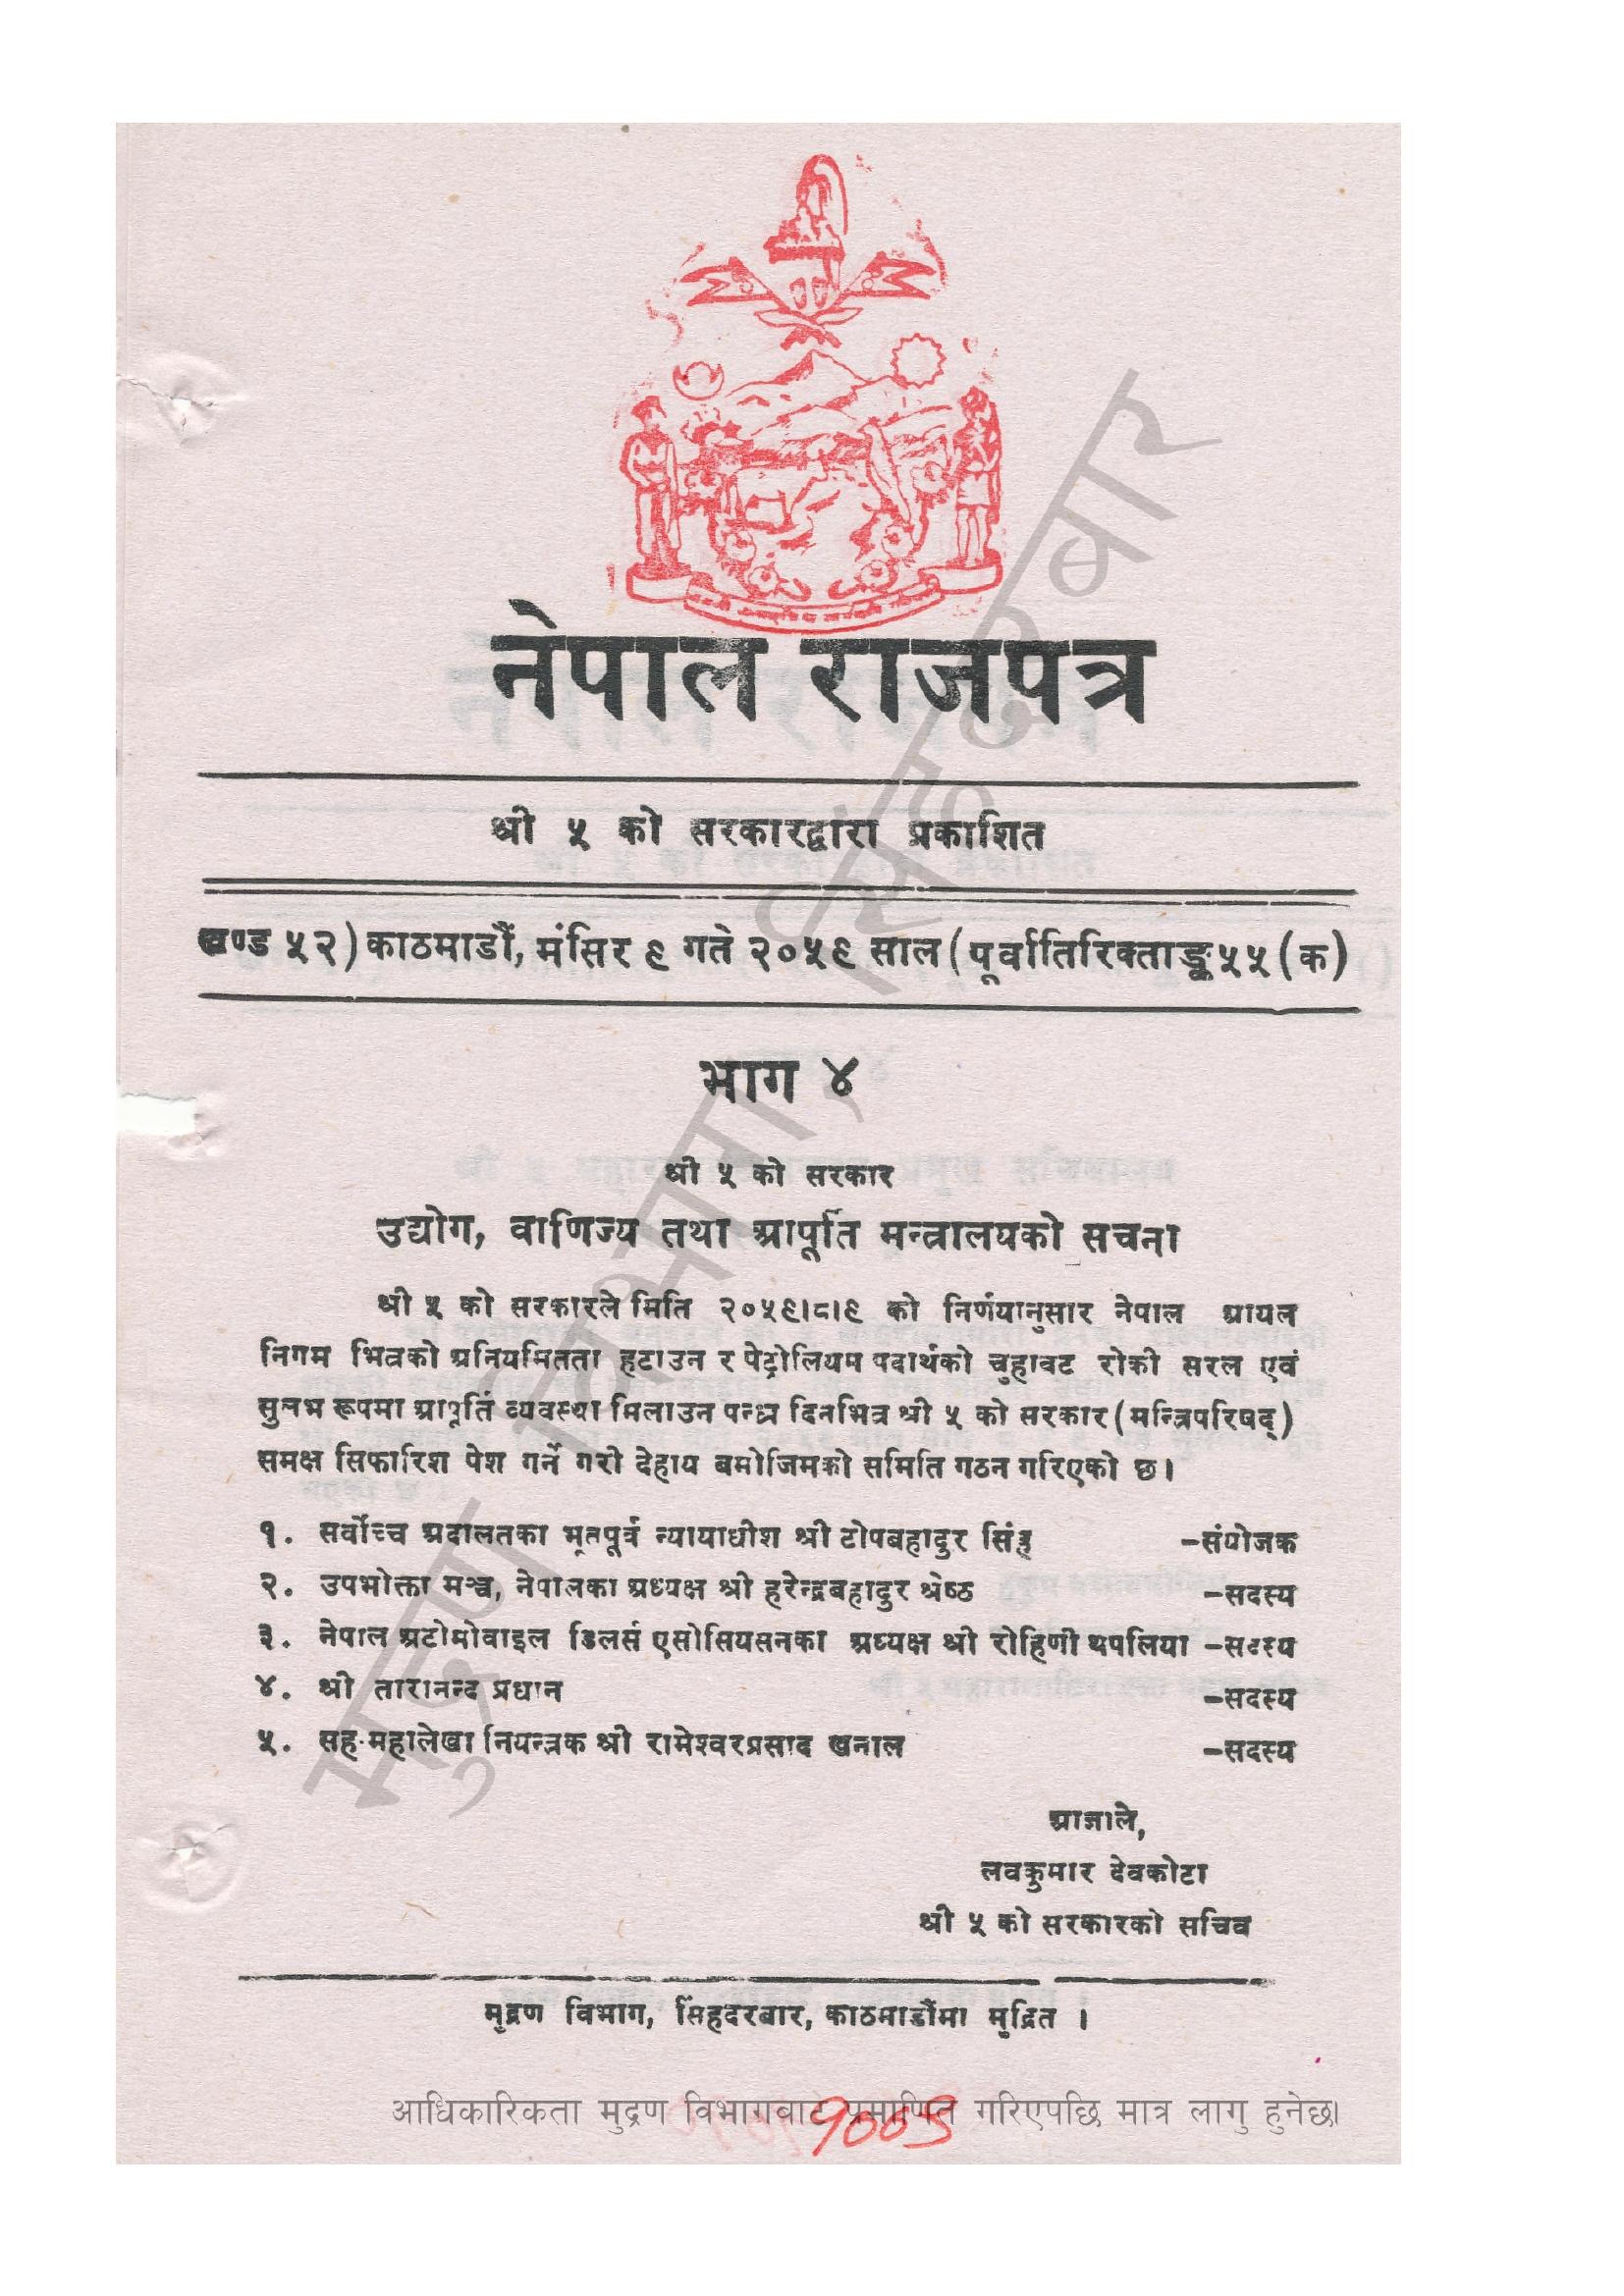 नेपाल राजपत्र
श्री ५ को सरकारद्वारा प्रकाशित
खण्ड ५२) काठमाडौं, मंसिर ९ गते २०५९ साल (पूर्वातिरिक्ताङ्क ५५ (क)
भाग ४
श्री ५ को सरकार
उद्योग, वाणिज्य तथा आपूर्ति मन्त्रालयको सचना
श्री ५ को सरकारले मिति २०५९।८।९ को निर्णयानुसार नेपाल आयल
निगम भित्रको अनियमितता हटाउन र पेट्रोलियम पदार्थको चुहावट रोकी सरल एवं
सुलभ रूपमा आपूर्ति व्यवस्था मिलाउन पन्ध्र दिनभित्र श्री ५ को सरकार (मन्त्रिपरिषद्)
समक्ष सिफारिश पेश गर्ने गरी देहाय बमोजिमको समिति गठन गरिएको छ।
१. सर्वोच्च अदालतका भूतपूर्व न्यायाधीश श्री टोपबहादुर सिंह –संयोजक
२. उपभोक्ता मञ्च, नेपालका अध्यक्ष श्री हरेन्द्रबहादुर श्रेष्ठ –सदस्य
३. नेपाल अटोमोवाइल डिलर्स एसोसियसनका अध्यक्ष श्री रोहिणी थपलिया –सदस्य
४. श्री तारानन्द प्रधान –सदस्य
५. सह-महालेखा नियन्त्रक श्री रामेश्वरप्रसाद खनाल –सदस्य
आज्ञाले,
लवकुमार देवकोटा
श्री ५ को सरकारको सचिव
मुद्रण विभाग, सिंहदरबार, काठमाडौंमा मुद्रित ।
आधिकारिकता मुद्रण विभागबाट प्रमाणित गरिएपछि मात्र लागु हुनेछ।
मुद्रण विभाग, सिंहदरबार